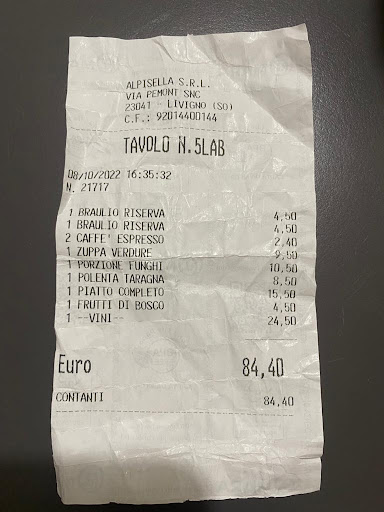 ALPISELLA S.R.L.
VIA PEMONT SNC
23041 - LIVIGNO (SO)
C.F.: 92014400144
TAVOLO N.5LAB
08/10/2022 16:35:32
N. 21717
1 BRAULIO RISERVA 4,50
1 BRAULIO RISERVA 4,50
2 CAFFE' ESPRESSO 2,40
1 ZUPPA VERDURE 9,50
1 PORZIONE FUNGHI 10,50
1 POLENTA TARAGNA 8,50
1 PIATTO COMPLETO 15,50
1 FRUTTI DI BOSCO 4,50
1 --VINI-- 24,50
Euro 84,40
CONTANTI 84,40